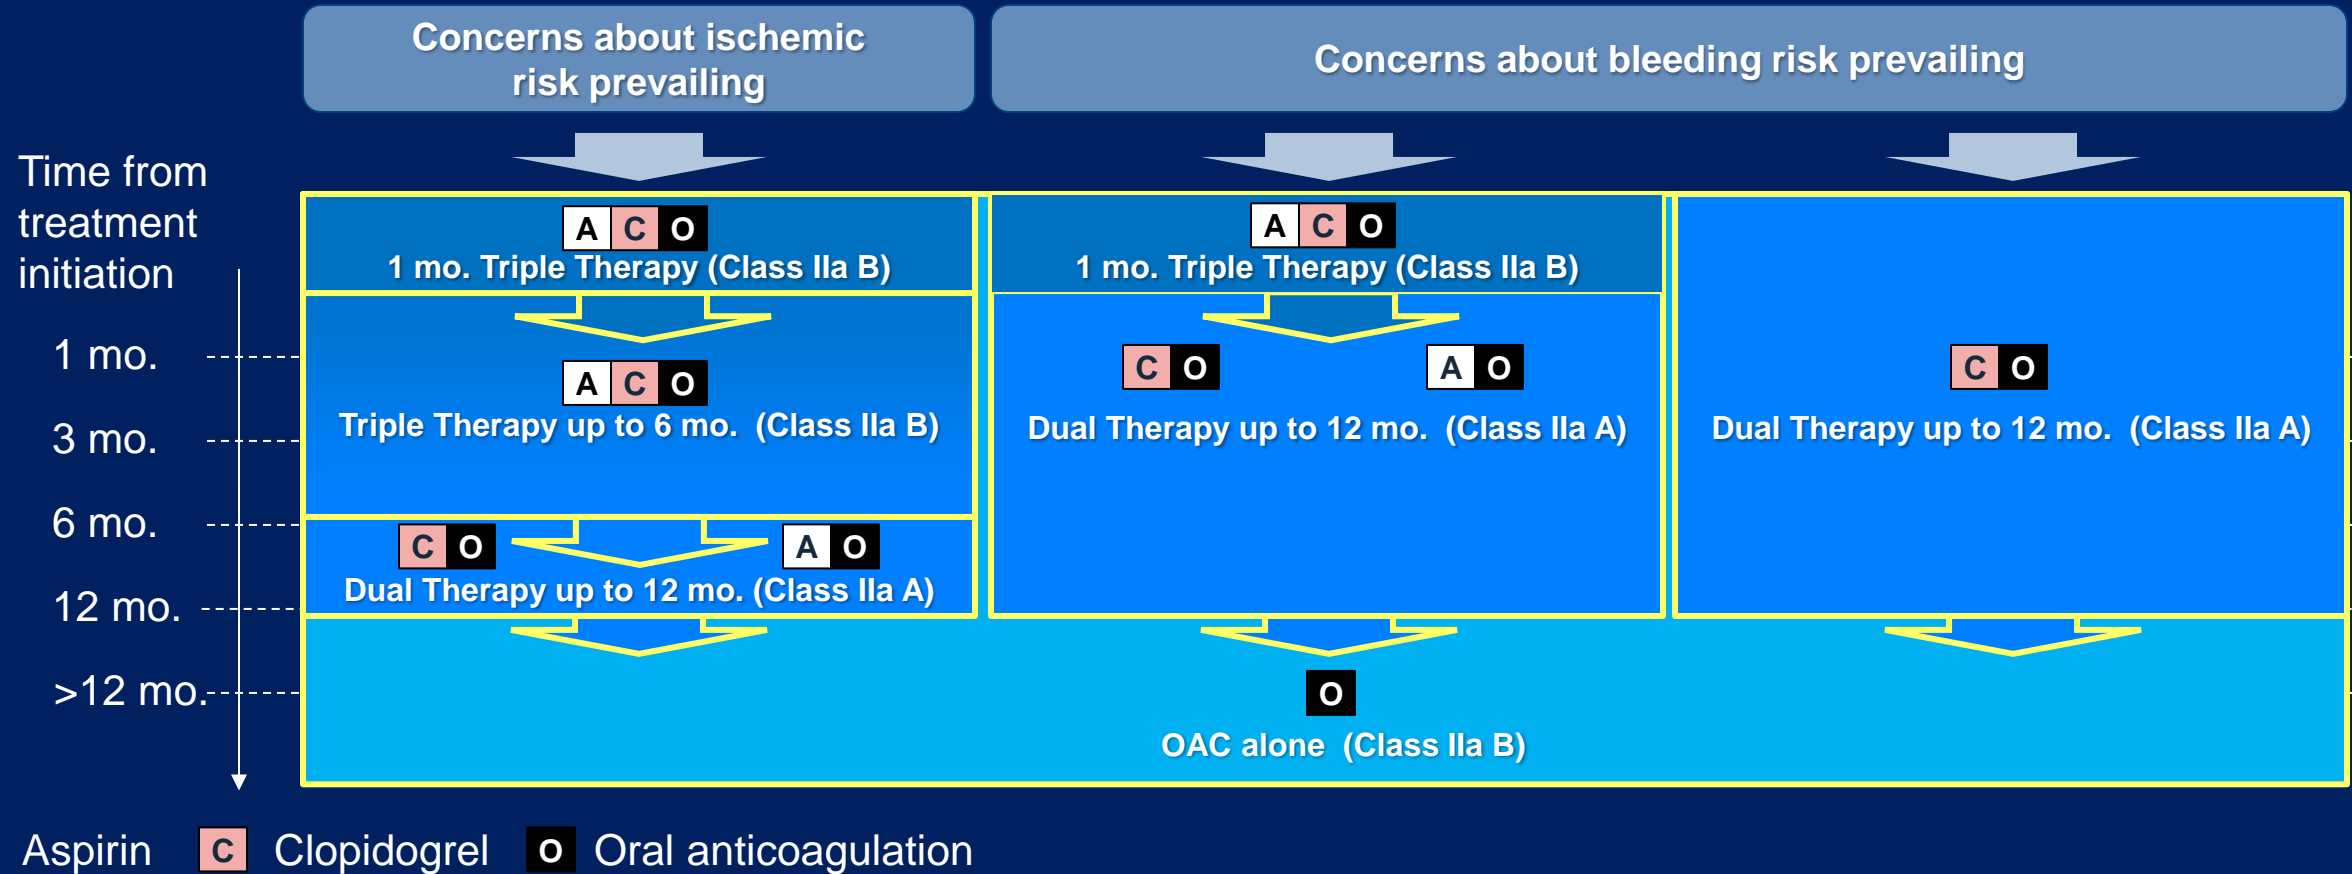 Concerns about ischemic
risk prevailing
Concerns about bleeding risk prevailing
Time from
treatment
initiation
A C O
1 mo. Triple Therapy (Class IIa B)
A C O
1 mo. Triple Therapy (Class IIa B)
1 mo.
A C O
Triple Therapy up to 6 mo. (Class IIa B)
C O
A O
Dual Therapy up to 12 mo. (Class IIa A)
C O
Dual Therapy up to 12 mo. (Class IIa A)
3 mo.
6 mo.
C O
A O
Dual Therapy up to 12 mo. (Class IIa A)
12 mo.
>12 mo.
O
OAC alone (Class IIa B)
Aspirin C Clopidogrel O Oral anticoagulation